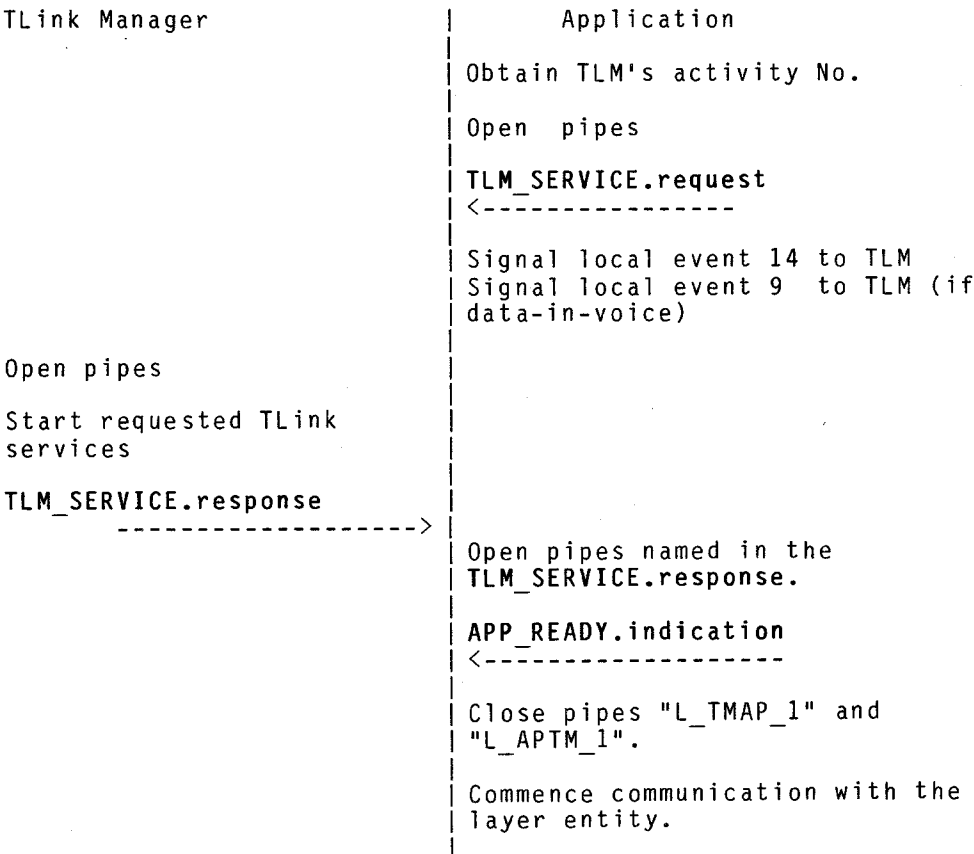 TLink Manager | Application
Obtain TLM's activity No.
Open pipes
TLM_SERVICE.request
<-----------------
Signal local event 14 to TLM
Signal local event 9 to TLM (if
data-in-voice)
Open pipes
Start requested TLink
services
TLM_SERVICE.response
------------------->
Open pipes named in the
TLM_SERVICE.response.
APP_READY.indication
<-------------------
Close pipes "L_TMAP_1" and
"L_APTM_1".
Commence communication with the
layer entity.